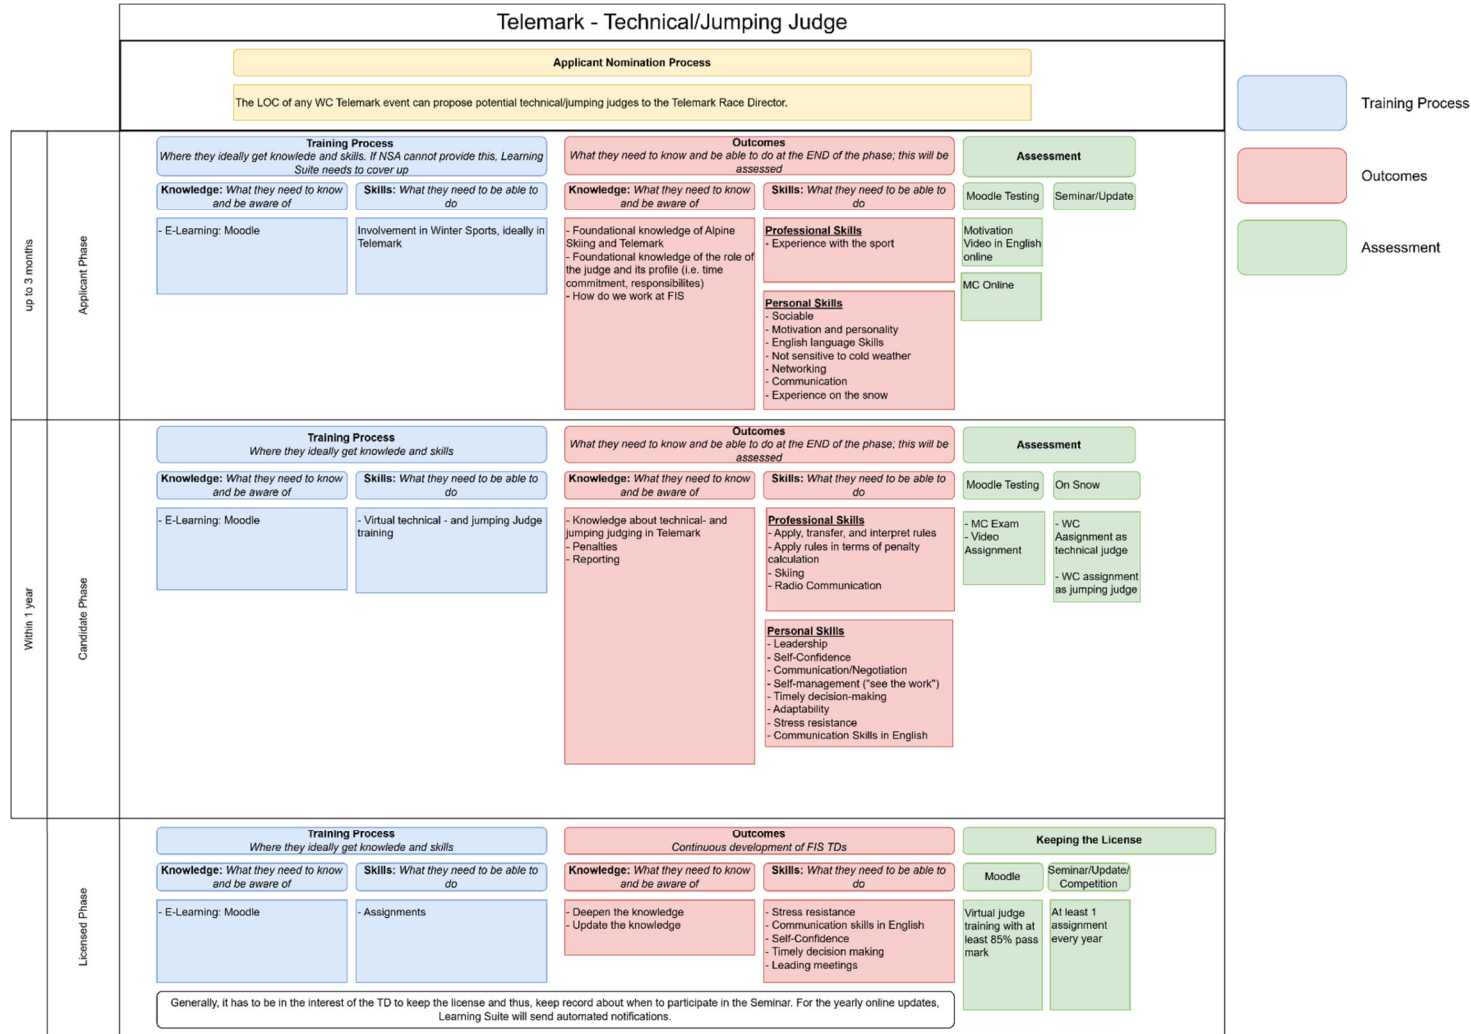 Telemark - Technical/Jumping Judge
Applicant Nomination Process
The LOC of any WC Telemark event can propose potential technical/jumping judges to the Telemark Race Director.
Training Process
Outcomes
Assessment
up to 3 months
Applicant Phase
Training Process
Where they ideally get knowlede and skills. If NSA cannot provide this, Learning
Suite needs to cover up
Knowledge: What they need to know
and be aware of
Skills: What they need to be able to
do
- E-Learning: Moodle
Involvement in Winter Sports, ideally in
Telemark
Outcomes
What they need to know and be able to do at the END of the phase; this will be
assessed
Knowledge: What they need to know
and be aware of
Skills: What they need to be able to
do
- Foundational knowledge of Alpine
Skiing and Telemark
- Foundational knowledge of the role of
the judge and its profile (i.e. time
commitment, responsibilites)
- How do we work at FIS
Professional Skills
- Experience with the sport
Personal Skills
- Sociable
- Motivation and personality
- English language Skills
- Not sensitive to cold weather
- Networking
- Communication
- Experience on the snow
Assessment
Moodle Testing
Seminar/Update
Motivation
Video in English
online
MC Online
Within 1 year
Candidate Phase
Training Process
Where they ideally get knowlede and skills
Knowledge: What they need to know
and be aware of
Skills: What they need to be able to
do
- E-Learning: Moodle
- Virtual technical - and jumping Judge
training
Outcomes
What they need to know and be able to do at the END of the phase; this will be
assessed
Knowledge: What they need to know
and be aware of
Skills: What they need to be able to
do
- Knowledge about technical- and
jumping judging in Telemark
- Penalties
- Reporting
Professional Skills
- Apply, transfer, and interpret rules
- Apply rules in terms of penalty
calculation
- Skiing
- Radio Communication
Personal Skills
- Leadership
- Self-Confidence
- Communication/Negotiation
- Self-management ("see the work")
- Timely decision-making
- Adaptability
- Stress resistance
- Communication Skills in English
Assessment
Moodle Testing
On Snow
- MC Exam
- Video
Assignment
- WC
Aasignment as
technical judge
- WC assignment
as jumping judge
Licensed Phase
Training Process
Where they ideally get knowlede and skills
Knowledge: What they need to know
and be aware of
Skills: What they need to be able to
do
- E-Learning: Moodle
- Assignments
Outcomes
Continuous development of FIS TDs
Knowledge: What they need to know
and be aware of
Skills: What they need to be able to
do
- Deepen the knowledge
- Update the knowledge
- Stress resistance
- Communication skills in English
- Self-Confidence
- Timely decision making
- Leading meetings
Keeping the License
Moodle
Seminar/Update/
Competition
Virtual judge
training with at
least 85% pass
mark
At least 1
assignment
every year
Generally, it has to be in the interest of the TD to keep the license and thus, keep record about when to participate in the Seminar. For the yearly online updates,
Learning Suite will send automated notifications.